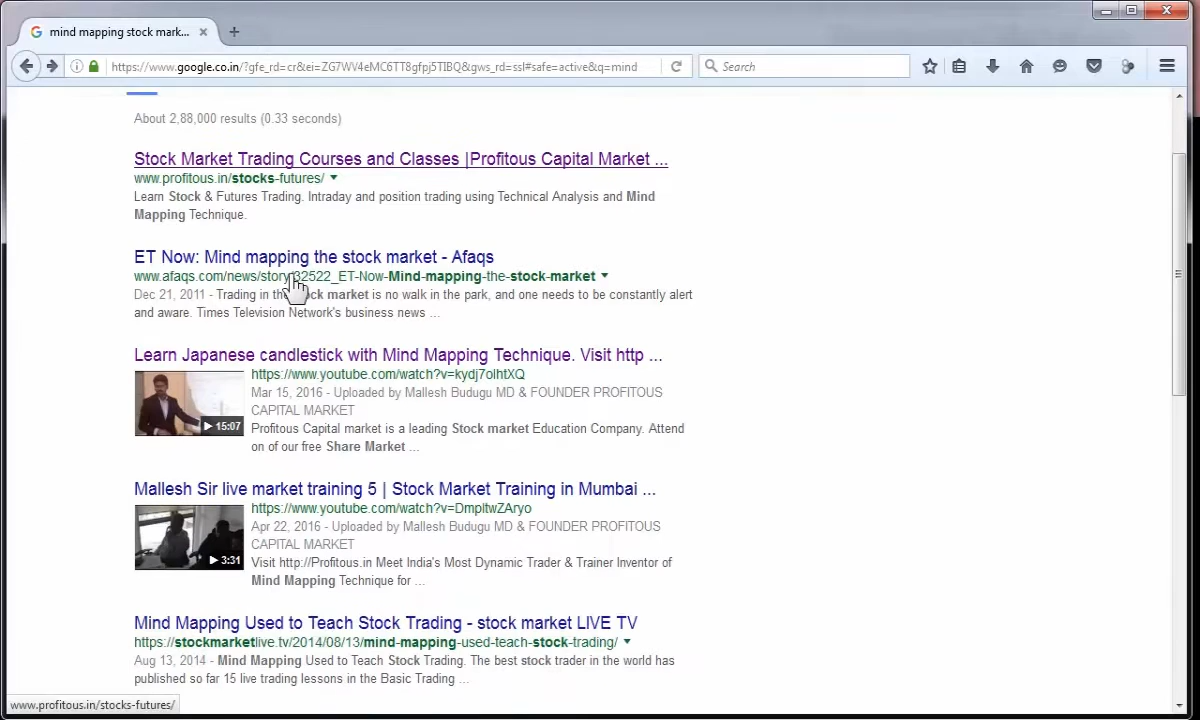 mind mapping stock mark...
https://www.google.co.in/?gfe_rd=cr&ei=ZG7WV4eMC6TT8gfpj5TIBQ&gws_rd=ssl#safe=active&q=mind
Search
About 2,88,000 results (0.33 seconds)
Stock Market Trading Courses and Classes |Profitous Capital Market ...
www.profitous.in/stocks-futures/
Learn Stock & Futures Trading. Intraday and position trading using Technical Analysis and Mind
Mapping Technique.
ET Now: Mind mapping the stock market - Afaqs
www.afaqs.com/news/story/32522_ET-Now-Mind-mapping-the-stock-market
Dec 21, 2011 - Trading in the stock market is no walk in the park, and one needs to be constantly alert
and aware. Times Television Network's business news ...
Learn Japanese candlestick with Mind Mapping Technique. Visit http ...
https://www.youtube.com/watch?v=kydj7olhtXQ
Mar 15, 2016 - Uploaded by Mallesh Budugu MD & FOUNDER PROFITOUS
CAPITAL MARKET
15:07
Profitous Capital market is a leading Stock market Education Company. Attend
on of our free Share Market ...
Mallesh Sir live market training 5 | Stock Market Training in Mumbai ...
https://www.youtube.com/watch?v=DmpltwZAryo
Apr 22, 2016 - Uploaded by Mallesh Budugu MD & FOUNDER PROFITOUS
CAPITAL MARKET
3:31
Visit http://Profitous.in Meet India's Most Dynamic Trader & Trainer Inventor of
Mind Mapping Technique for ...
Mind Mapping Used to Teach Stock Trading - stock market LIVE TV
https://stockmarketlive.tv/2014/08/13/mind-mapping-used-teach-stock-trading/
Aug 13, 2014 - Mind Mapping Used to Teach Stock Trading. The best stock trader in the world has
published so far 15 live trading lessons in the Basic Trading ...
www.profitous.in/stocks-futures/